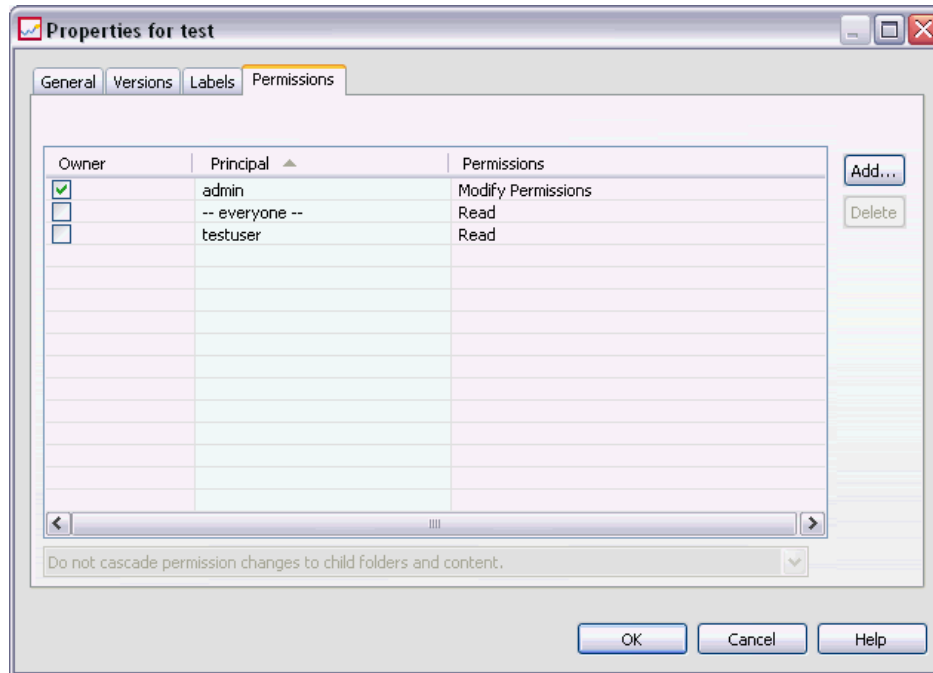 Properties for test
General Versions Labels Permissions
Owner Principal Permissions
admin Modify Permissions
-- everyone -- Read
testuser Read
Add...
Delete
Do not cascade permission changes to child folders and content.
OK Cancel Help